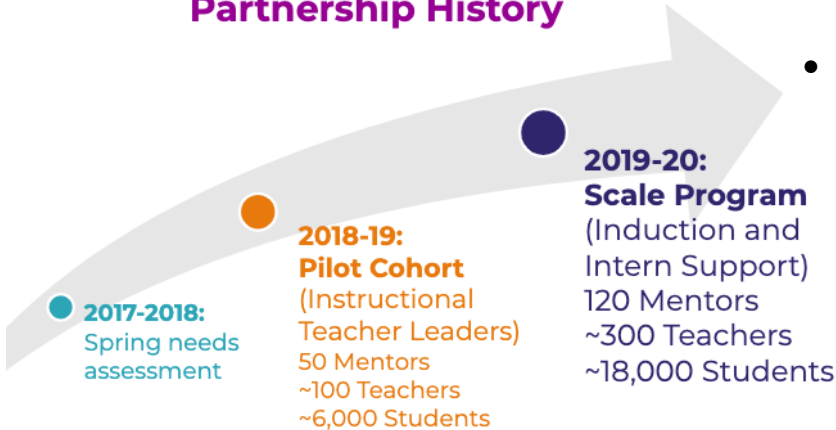 Partnership History
2017-2018:
Spring needs
assessment
2018-19:
Pilot Cohort
(Instructional
Teacher Leaders)
50 Mentors
~100 Teachers
~6,000 Students
2019-20:
Scale Program
(Induction and
Intern Support)
120 Mentors
~300 Teachers
~18,000 Students